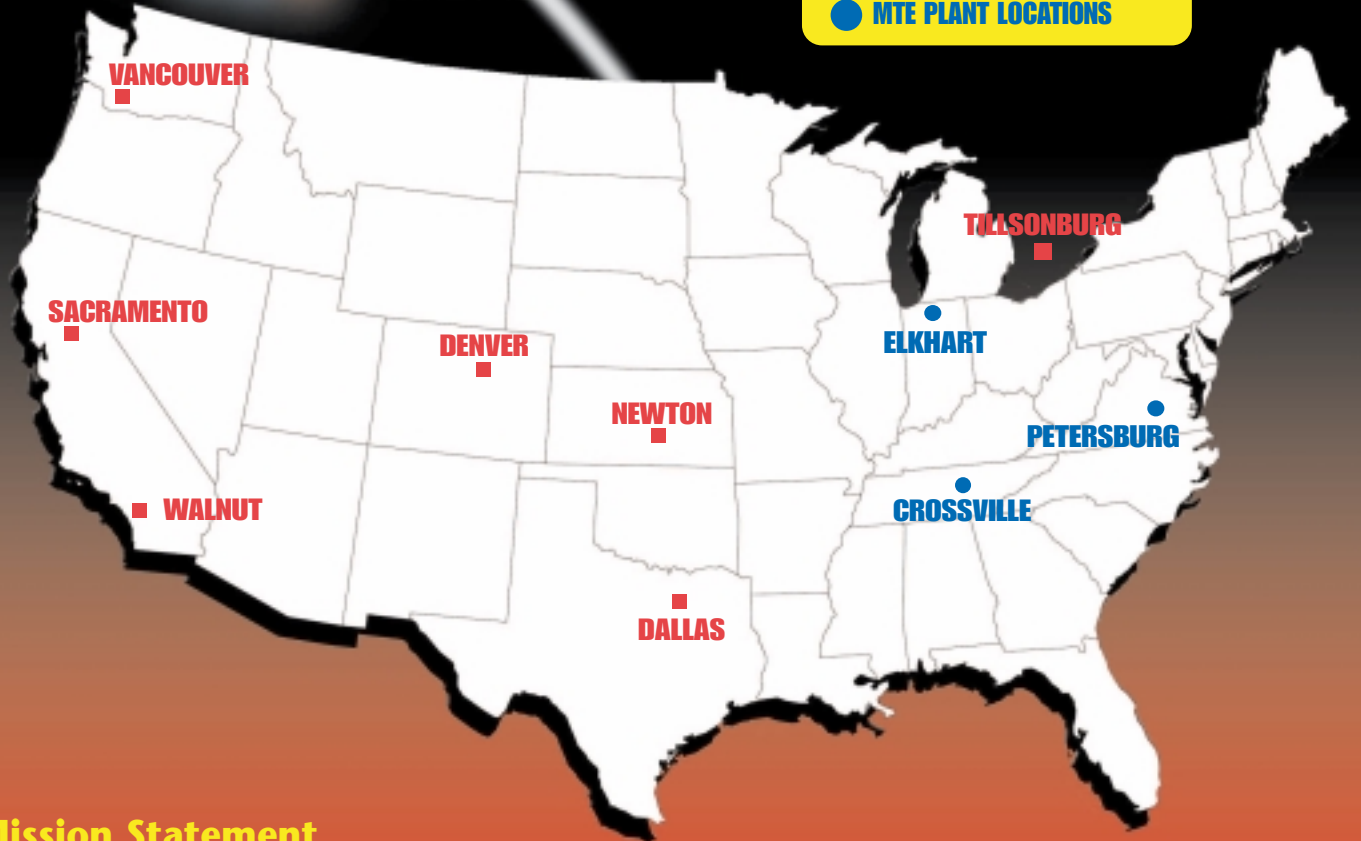 MTE PLANT LOCATIONS
VANCOUVER
TILLSONBURG
SACRAMENTO
ELKHART
DENVER
NEWTON
PETERSBURG
WALNUT
CROSSVILLE
DALLAS
Mission Statement